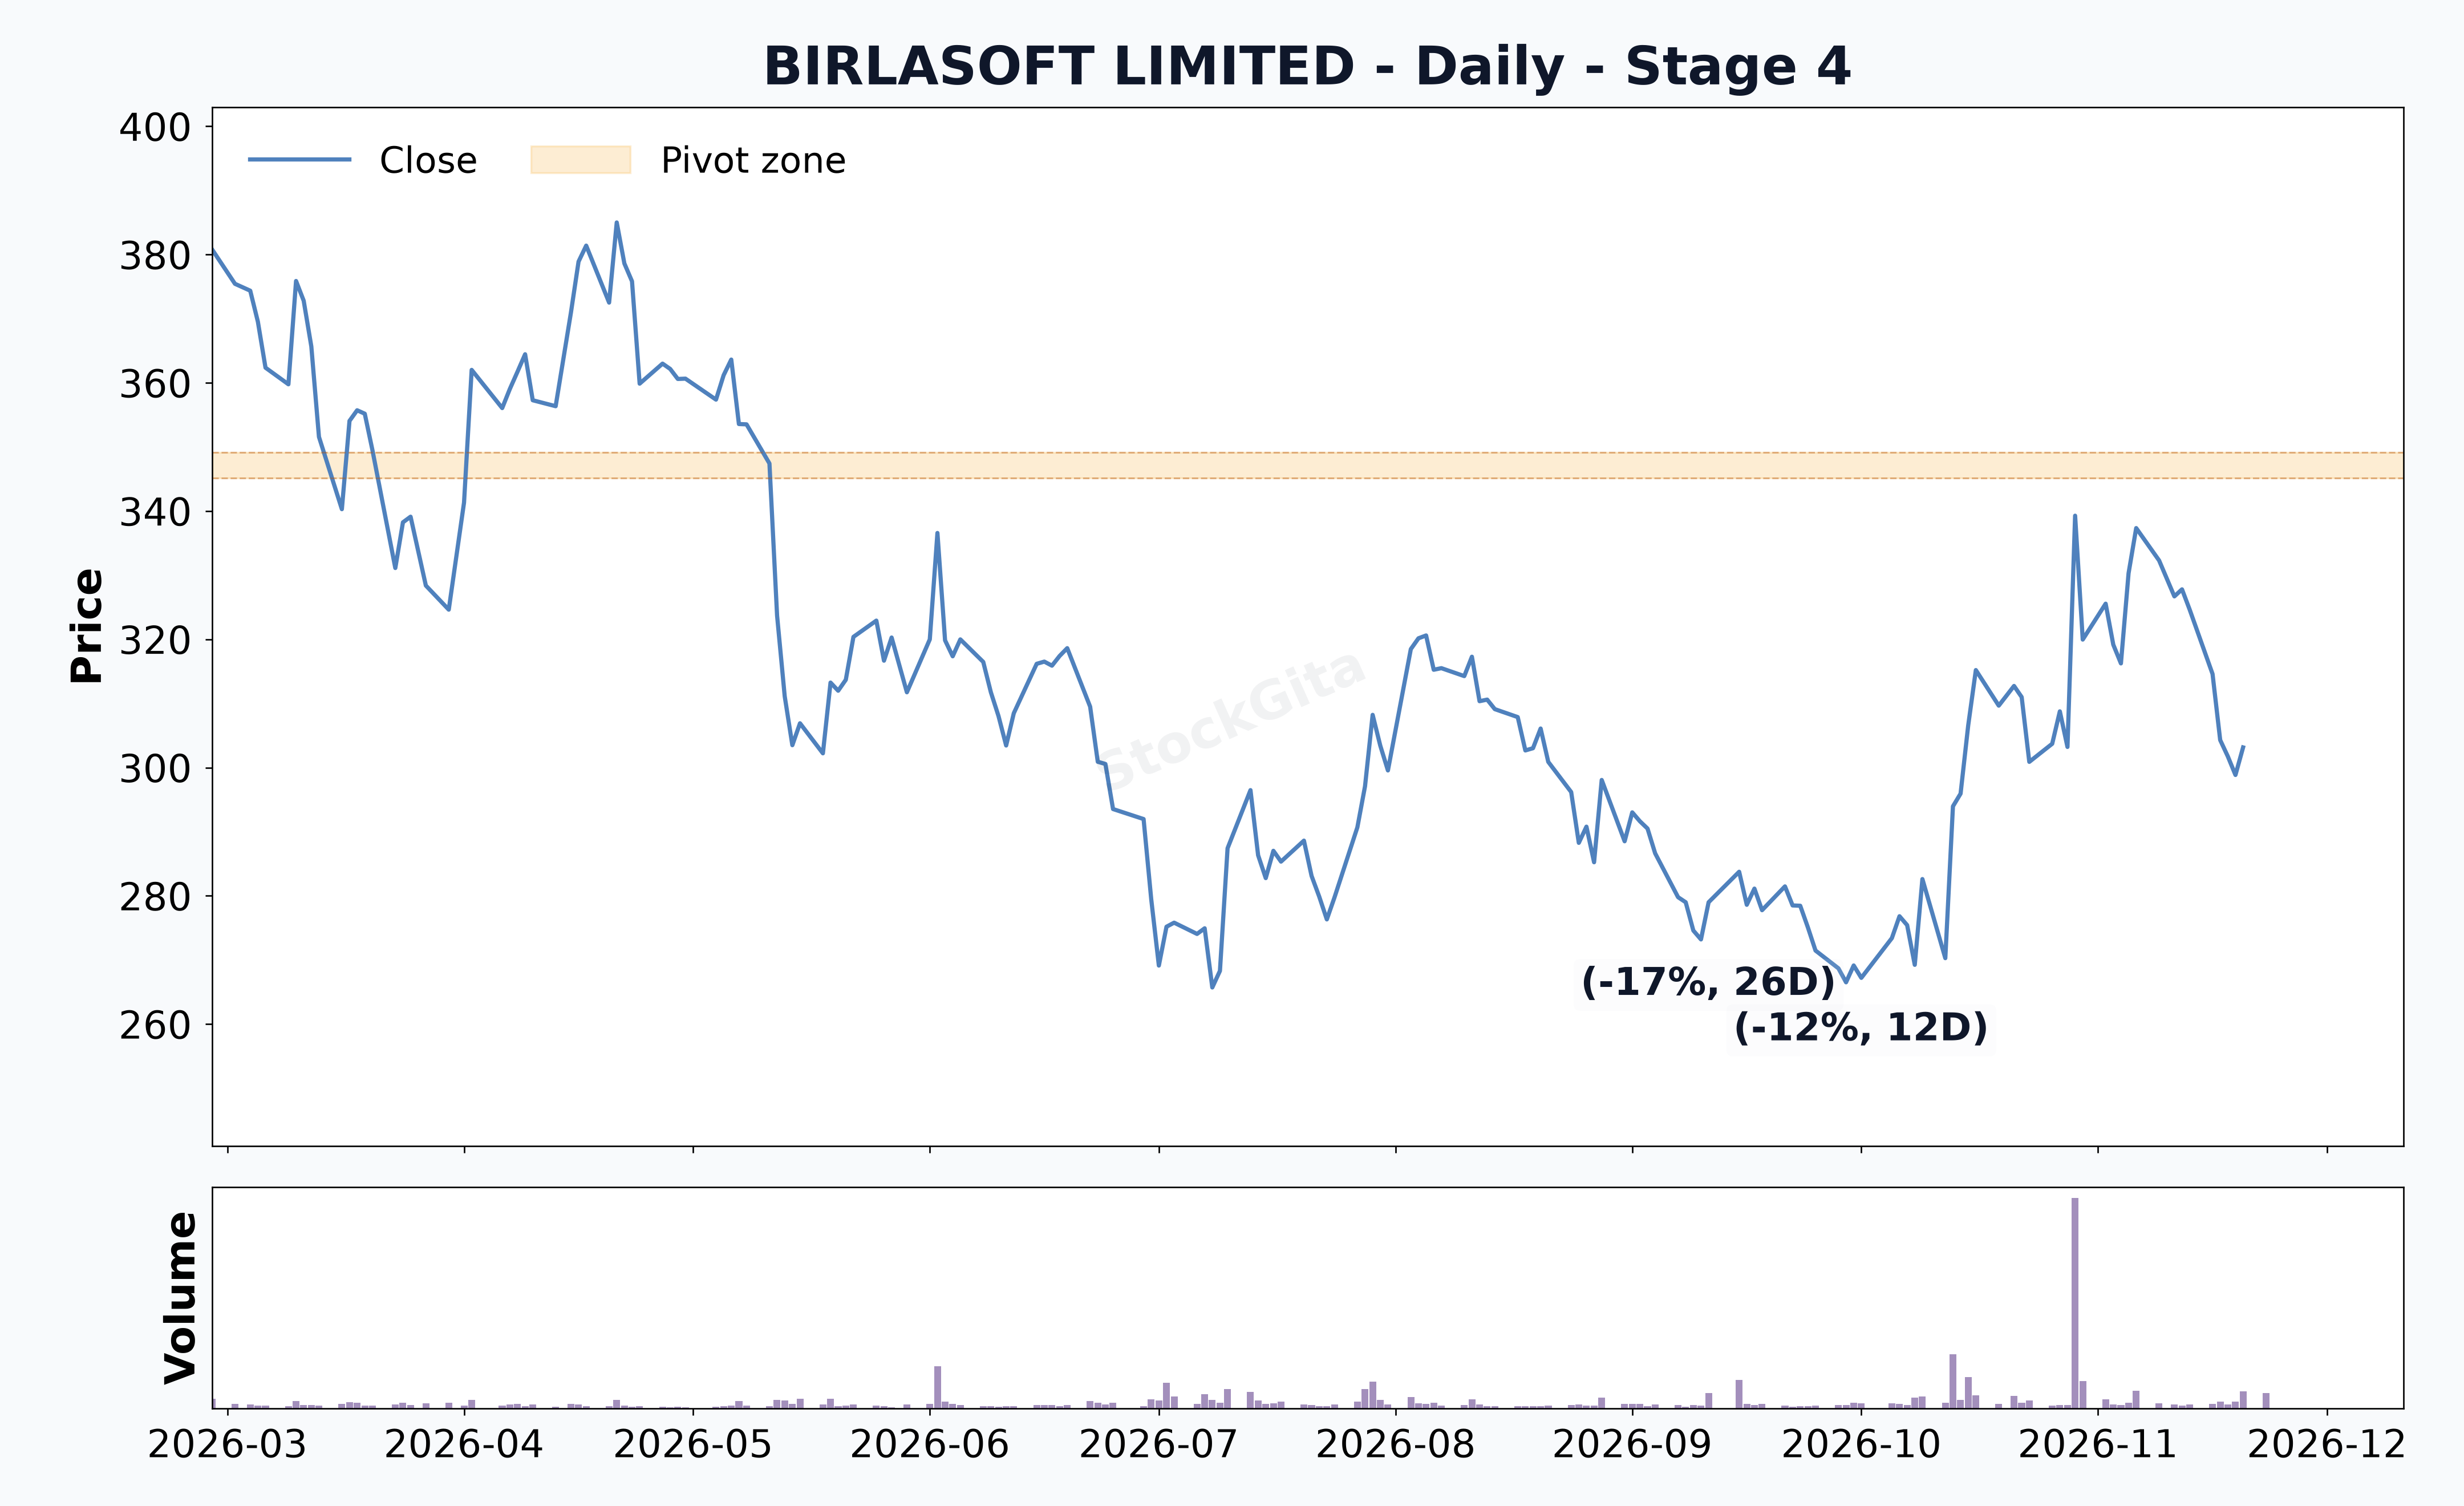 BIRLASOFT LIMITED - Daily - Stage 4
Close
Pivot zone
400
380
360
340
320
300
280
260
Price
StockGita
(-17%, 26D)
(-12%, 12D)
Volume
2026-03
2026-04
2026-05
2026-06
2026-07
2026-08
2026-09
2026-10
2026-11
2026-12